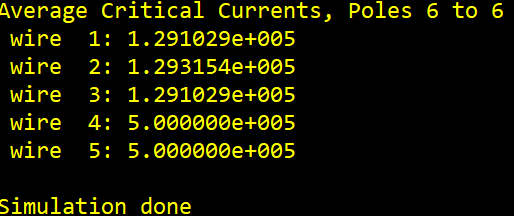 Average Critical Currents, Poles 6 to 6
wire  1: 1.291029e+005
wire  2: 1.293154e+005
wire  3: 1.291029e+005
wire  4: 5.000000e+005
wire  5: 5.000000e+005
Simulation done